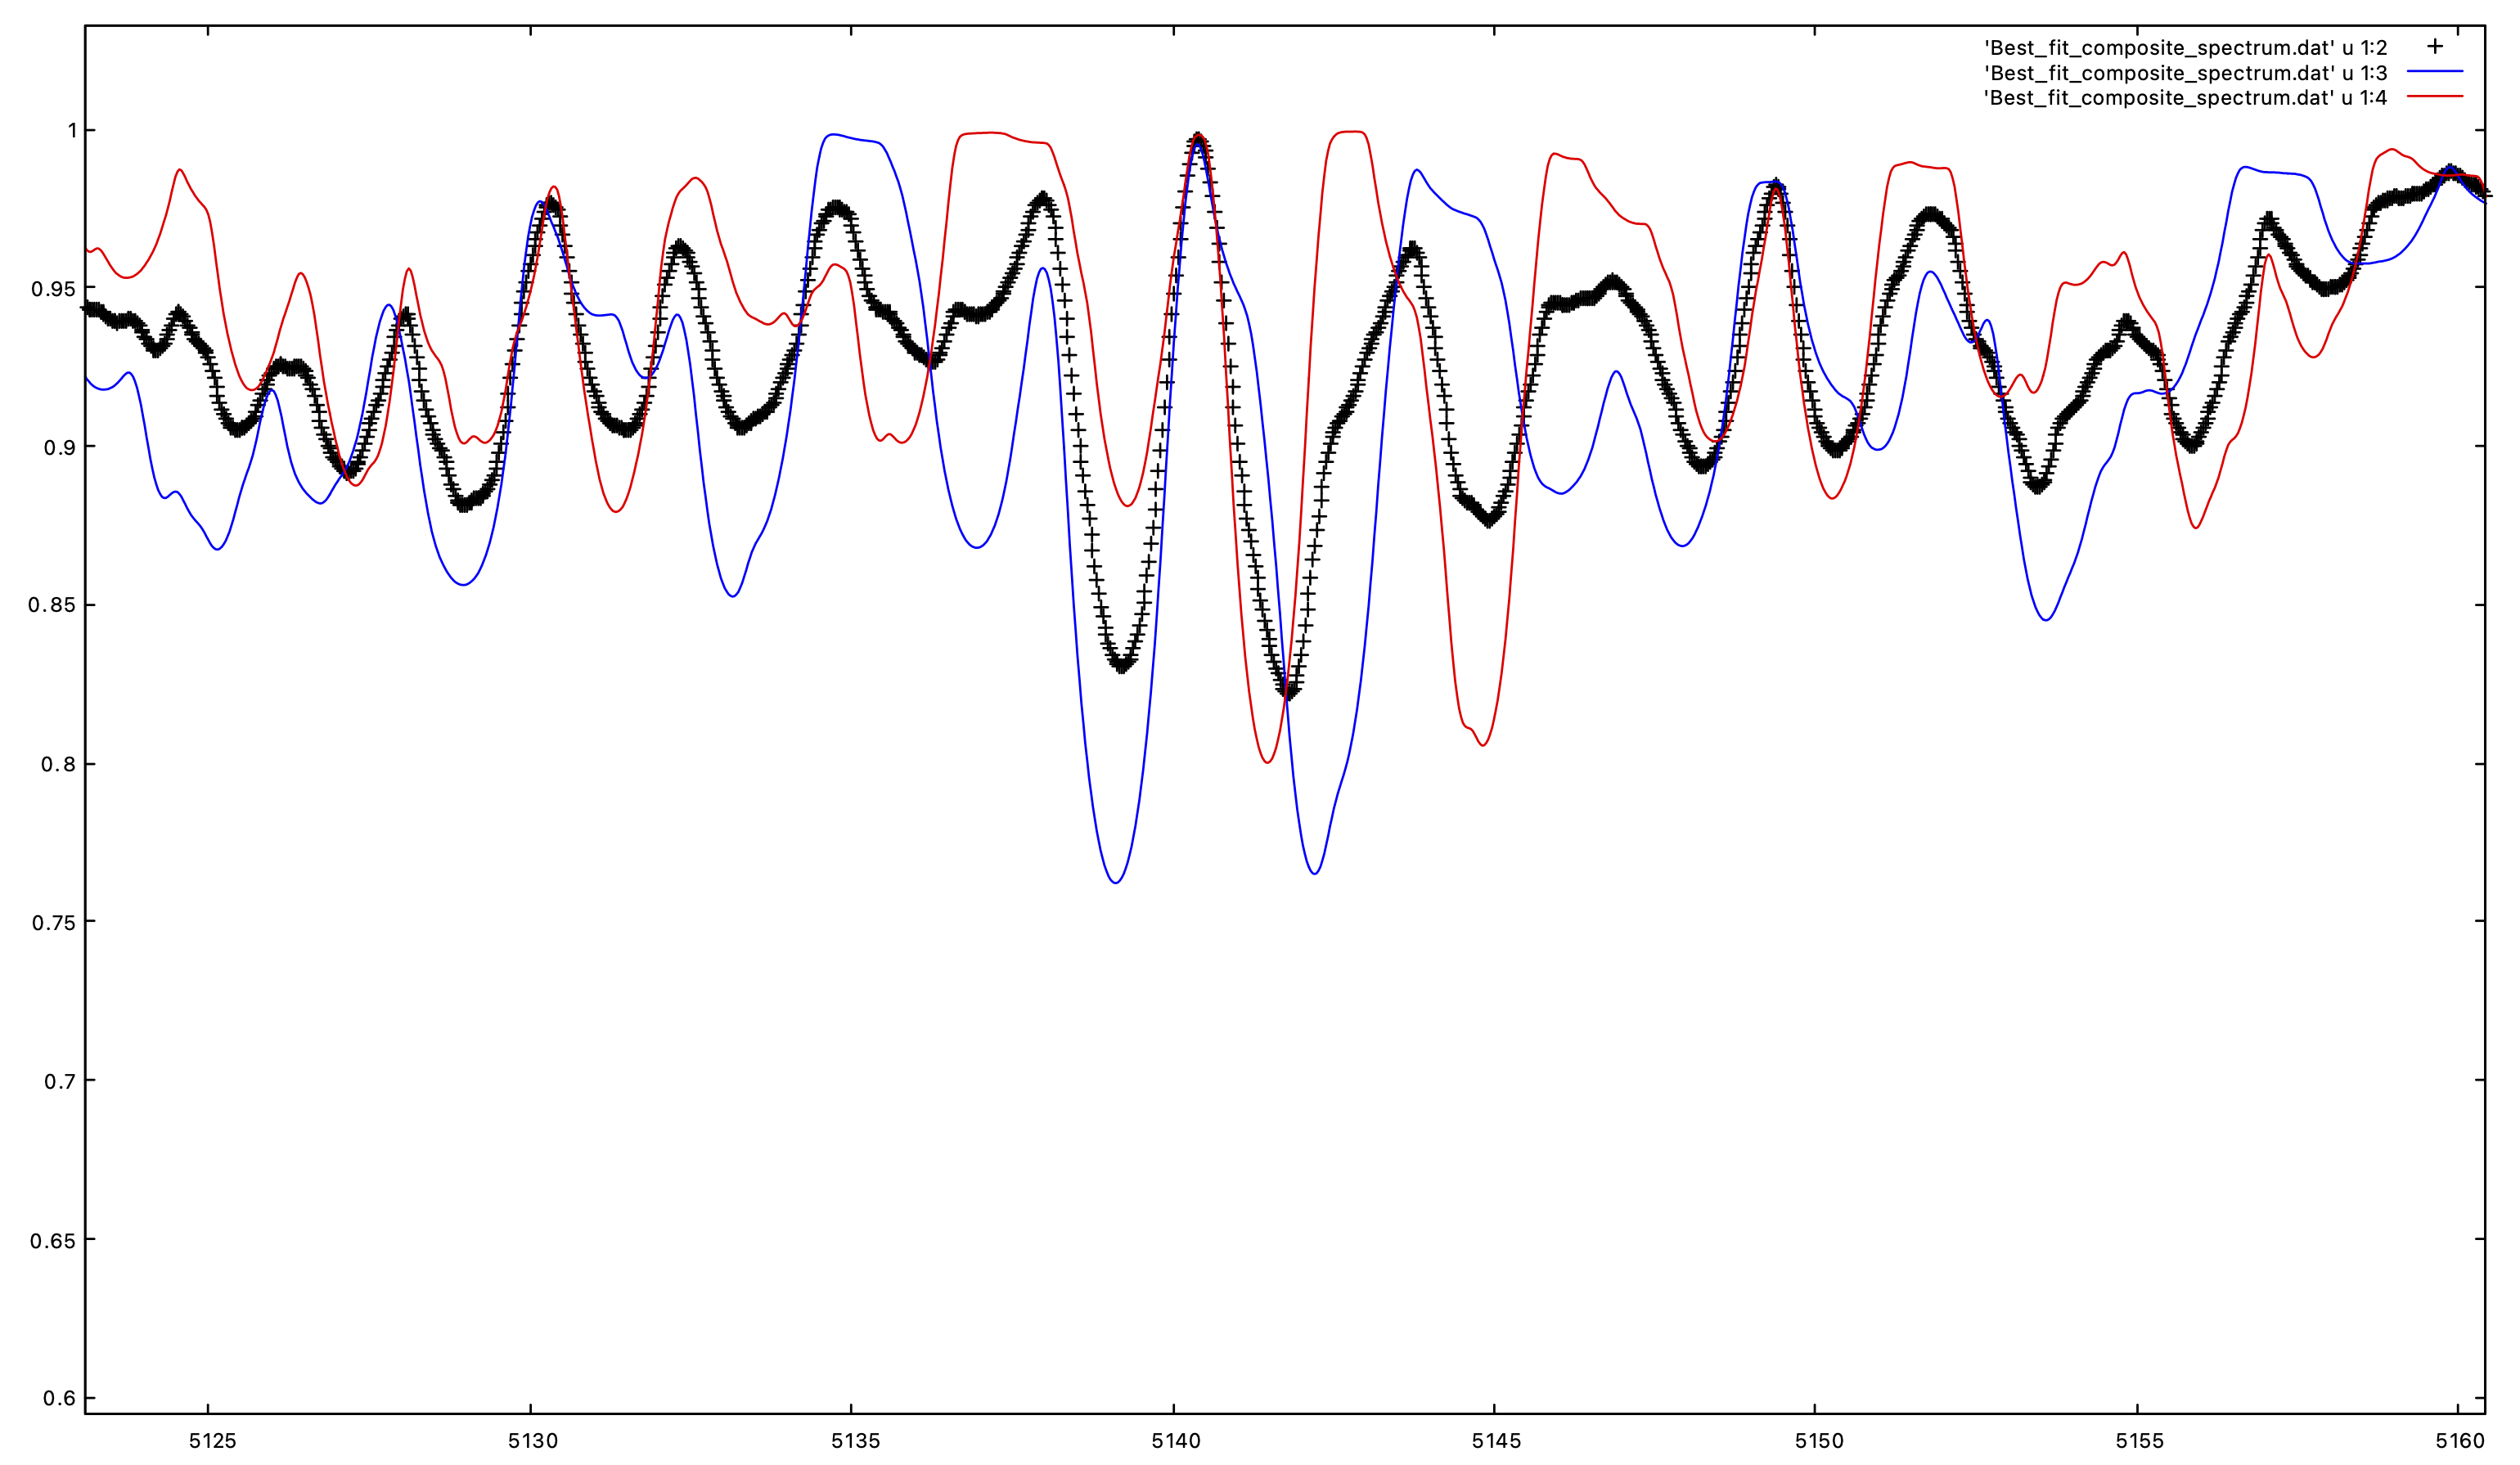 'Best_fit_composite_spectrum.dat' u 1:2
'Best_fit_composite_spectrum.dat' u 1:3
'Best_fit_composite_spectrum.dat' u 1:4
1
0.95
0.9
0.85
0.8
0.75
0.7
0.65
0.6
5125 5130 5135 5140 5145 5150 5155 5160